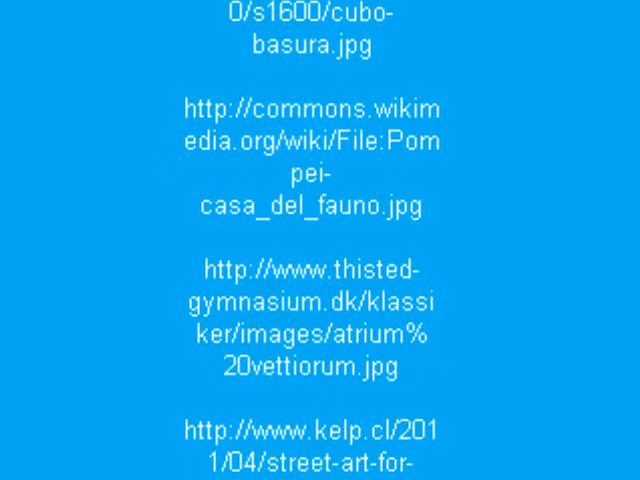 0/s1600/cubo-
basura.jpg
http://commons.wikim
edia.org/wiki/File:Pom
pei-
casa_del_fauno.jpg
http://www.thisted-
gymnasium.dk/klassi
ker/images/atrium%
20vettiorum.jpg
http://www.kelp.cl/201
1/04/street-art-for-